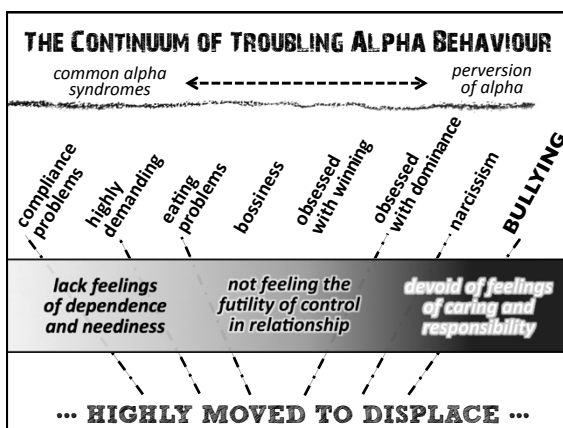 THE CONTINUUM OF TROUBLING ALPHA BEHAVIOUR
common alpha
syndromes
perversion
of alpha
compliance
problems
highly
demanding
eating
problems
bossiness
obsessed
with winning
obsessed
with dominance
narcissism
BULLYING
lack feelings
of dependence
and neediness
not feeling the
futility of control
in relationship
devoid of feelings
of caring and
responsibility
... HIGHLY MOVED TO DISPLACE ...